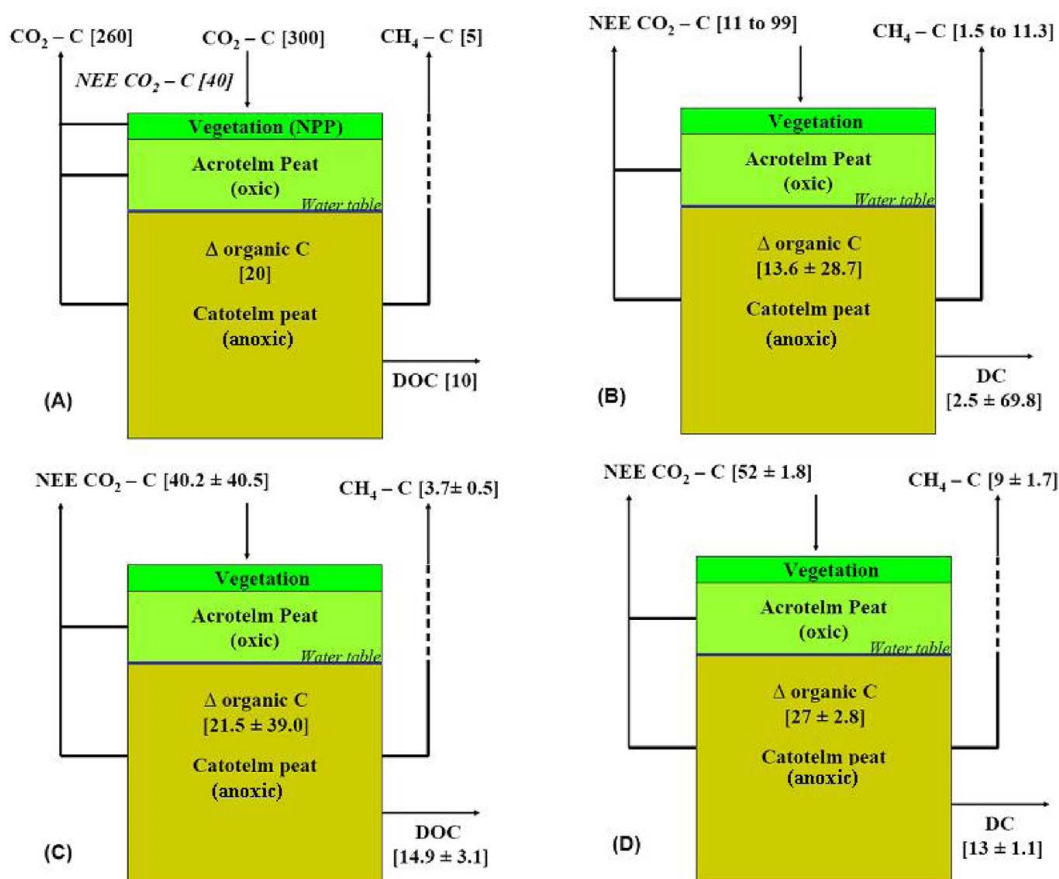 CO₂ – C [260]
CO₂ – C [300]
CH₄ – C [5]
NEE CO₂ – C [40]
Vegetation (NPP)
Acrotelm Peat
(oxic)
Water table
Δ organic C
[20]
Catotelm peat
(anoxic)
DOC [10]
(A)
NEE CO₂ – C [11 to 99]
CH₄ – C [1.5 to 11.3]
Vegetation
Acrotelm Peat
(oxic)
Water table
Δ organic C
[13.6 ± 28.7]
Catotelm peat
(anoxic)
DC
[2.5 ± 69.8]
(B)
NEE CO₂ – C [40.2 ± 40.5]
CH₄ – C [3.7± 0.5]
Vegetation
Acrotelm Peat
(oxic)
Water table
Δ organic C
[21.5 ± 39.0]
Catotelm peat
(anoxic)
DOC
[14.9 ± 3.1]
(C)
NEE CO₂ – C [52 ± 1.8]
CH₄ – C [9 ± 1.7]
Vegetation
Acrotelm Peat
(oxic)
Water table
Δ organic C
[27 ± 2.8]
Catotelm peat
(anoxic)
DC
[13 ± 1.1]
(D)